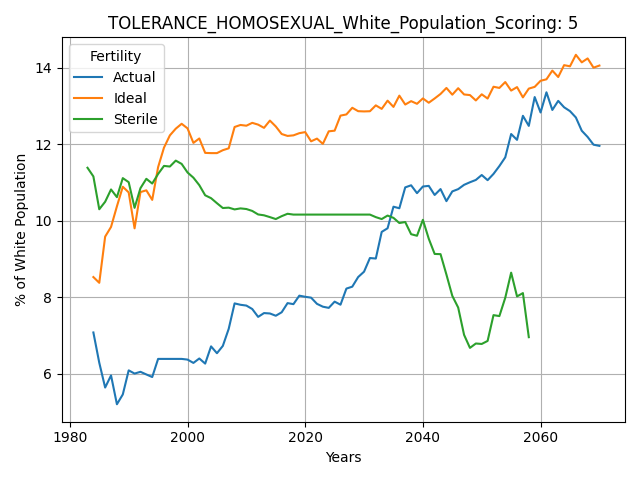 TOLERANCE_HOMOSEXUAL_White_Population_Scoring: 5
Fertility
Actual
Ideal
Sterile
% of White Population
14
12
10
8
6
1980
2000
2020
2040
2060
Years